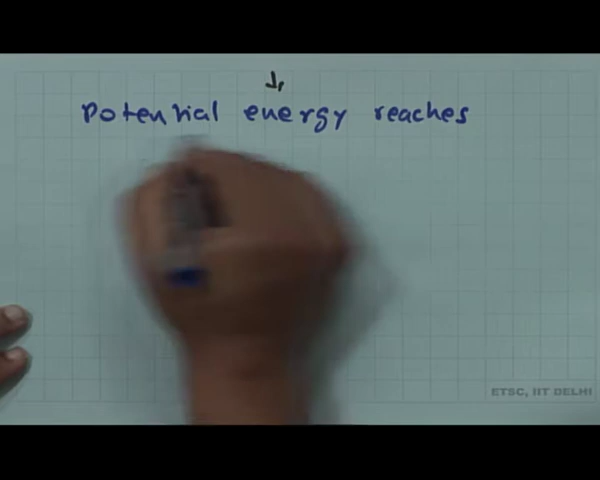 Potential energy reaches
ETSC, IIT DELHI